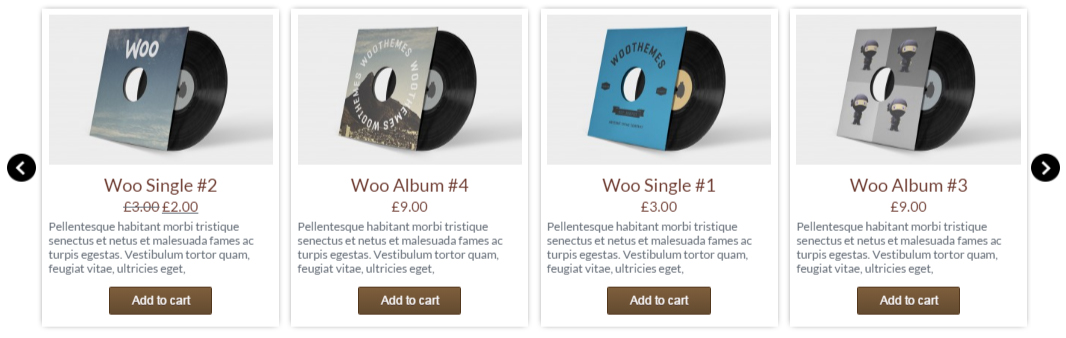 WOO
Woo Single #2
£3.00 £2.00
Pellentesque habitant morbi tristique
senectus et netus et malesuada fames ac
turpis egestas. Vestibulum tortor quam,
feugiat vitae, ultricies eget,
Add to cart
WOOTHEMES WOOTHEMES WOOTHEMES
Woo Album #4
£9.00
Pellentesque habitant morbi tristique
senectus et netus et malesuada fames ac
turpis egestas. Vestibulum tortor quam,
feugiat vitae, ultricies eget,
Add to cart
WOOTHEMES
Woo Single #1
£3.00
Pellentesque habitant morbi tristique
senectus et netus et malesuada fames ac
turpis egestas. Vestibulum tortor quam,
feugiat vitae, ultricies eget,
Add to cart
Woo Album #3
£9.00
Pellentesque habitant morbi tristique
senectus et netus et malesuada fames ac
turpis egestas. Vestibulum tortor quam,
feugiat vitae, ultricies eget,
Add to cart